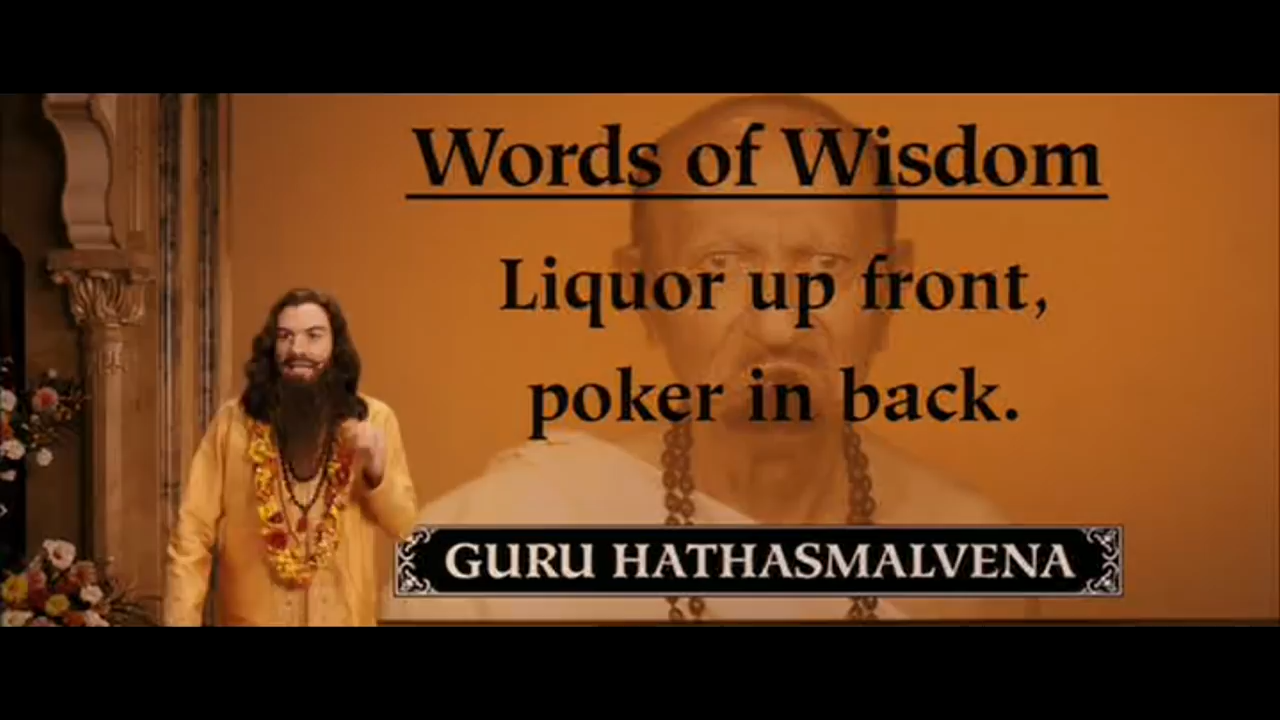 Words of Wisdom
Liquor up front,
poker in back.
GURU HATHASMALVENA